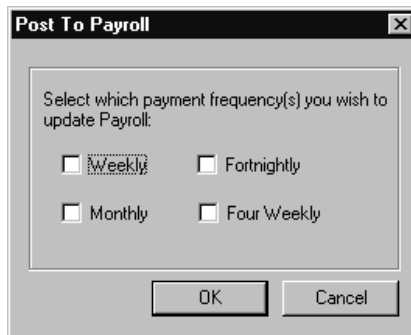 Post To Payroll
Select which payment frequency(s) you wish to
update Payroll:
Weekly Fortnightly
Monthly Four Weekly
OK Cancel